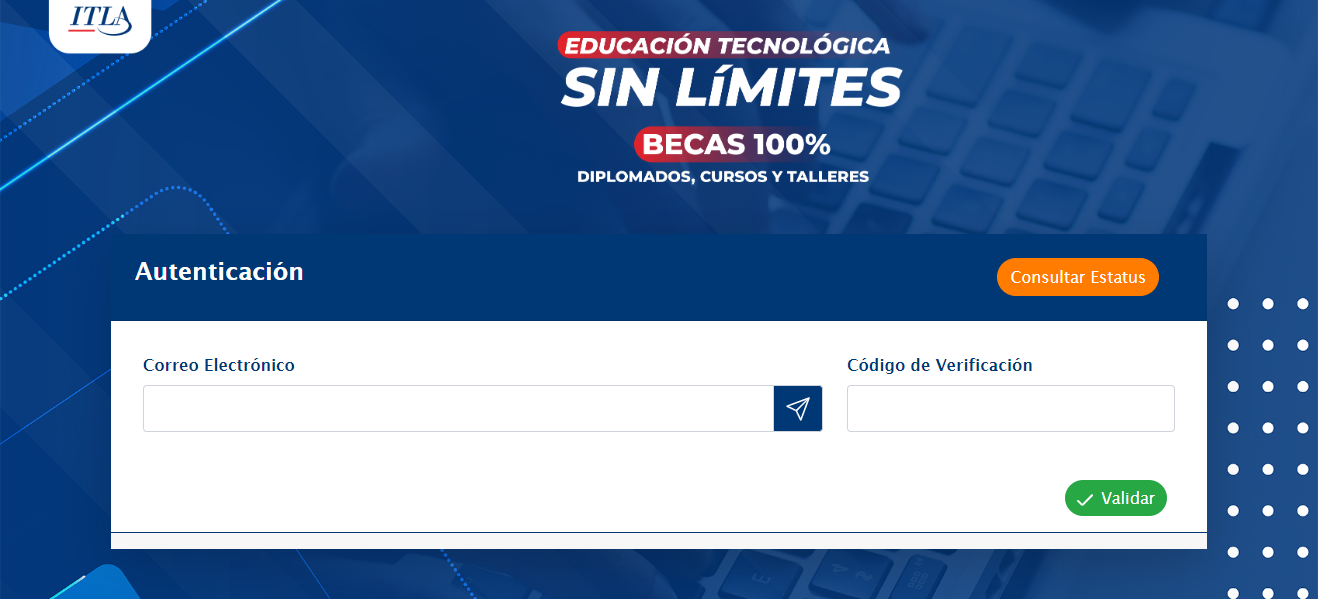 ITLA
EDUCACIÓN TECNOLÓGICA
SIN LíMITES
BECAS 100%
DIPLOMADOS, CURSOS Y TALLERES
Autenticación
Consultar Estatus
Correo Electrónico
Código de Verificación
Validar